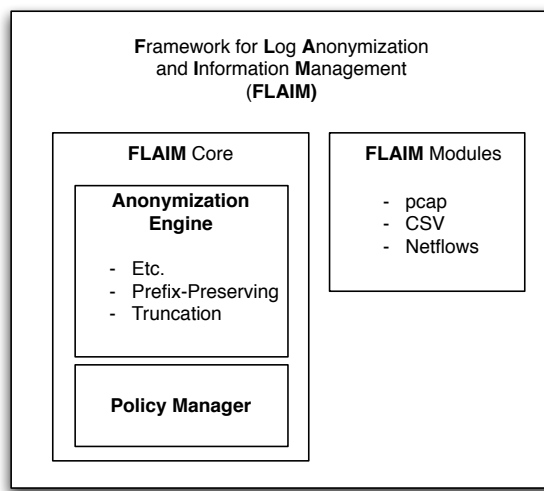 Framework for Log Anonymization
and Information Management
(FLAIM)
FLAIM Core
Anonymization
Engine
- Etc.
- Prefix-Preserving
- Truncation
Policy Manager
FLAIM Modules
- pcap
- CSV
- Netflows